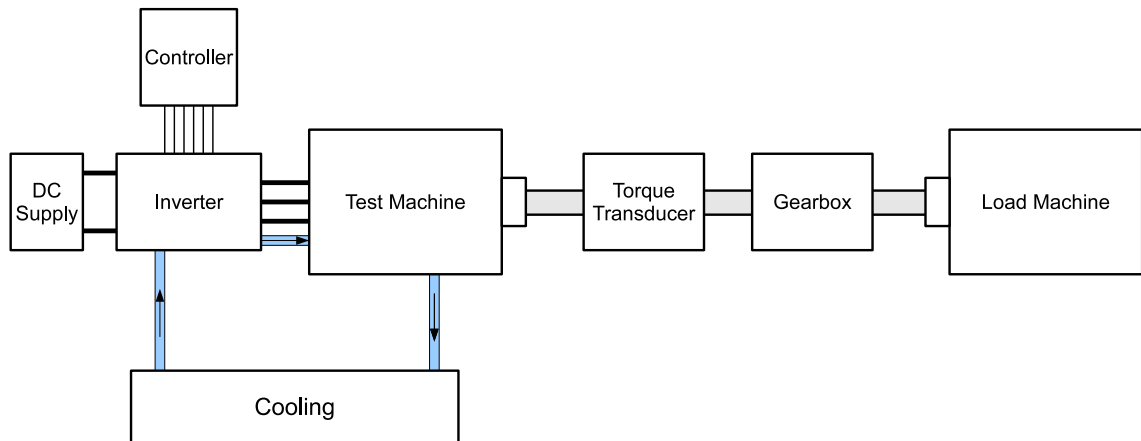 Controller
DC
Supply
Inverter
Test Machine
Torque
Transducer
Gearbox
Load Machine
Cooling